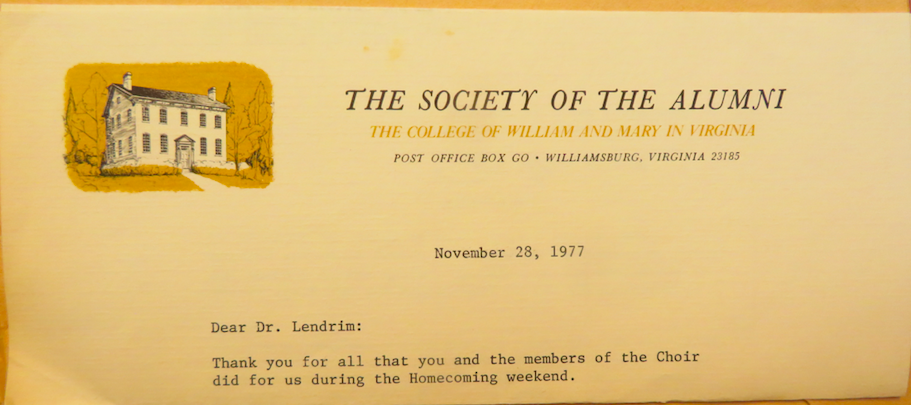 THE SOCIETY OF THE ALUMNI
THE COLLEGE OF WILLIAM AND MARY IN VIRGINIA
POST OFFICE BOX GO • WILLIAMSBURG, VIRGINIA 23185
November 28, 1977
Dear Dr. Lendrim:
Thank you for all that you and the members of the Choir
did for us during the Homecoming weekend.